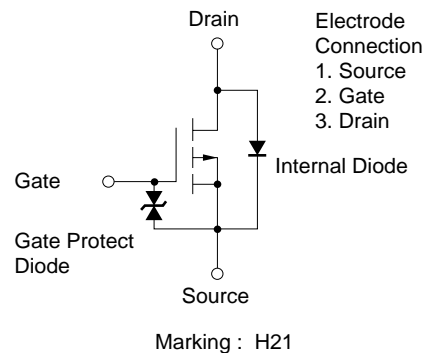 Drain
Electrode
Connection
1. Source
2. Gate
3. Drain
Internal Diode
Gate
Gate Protect
Diode
Source
Marking : H21